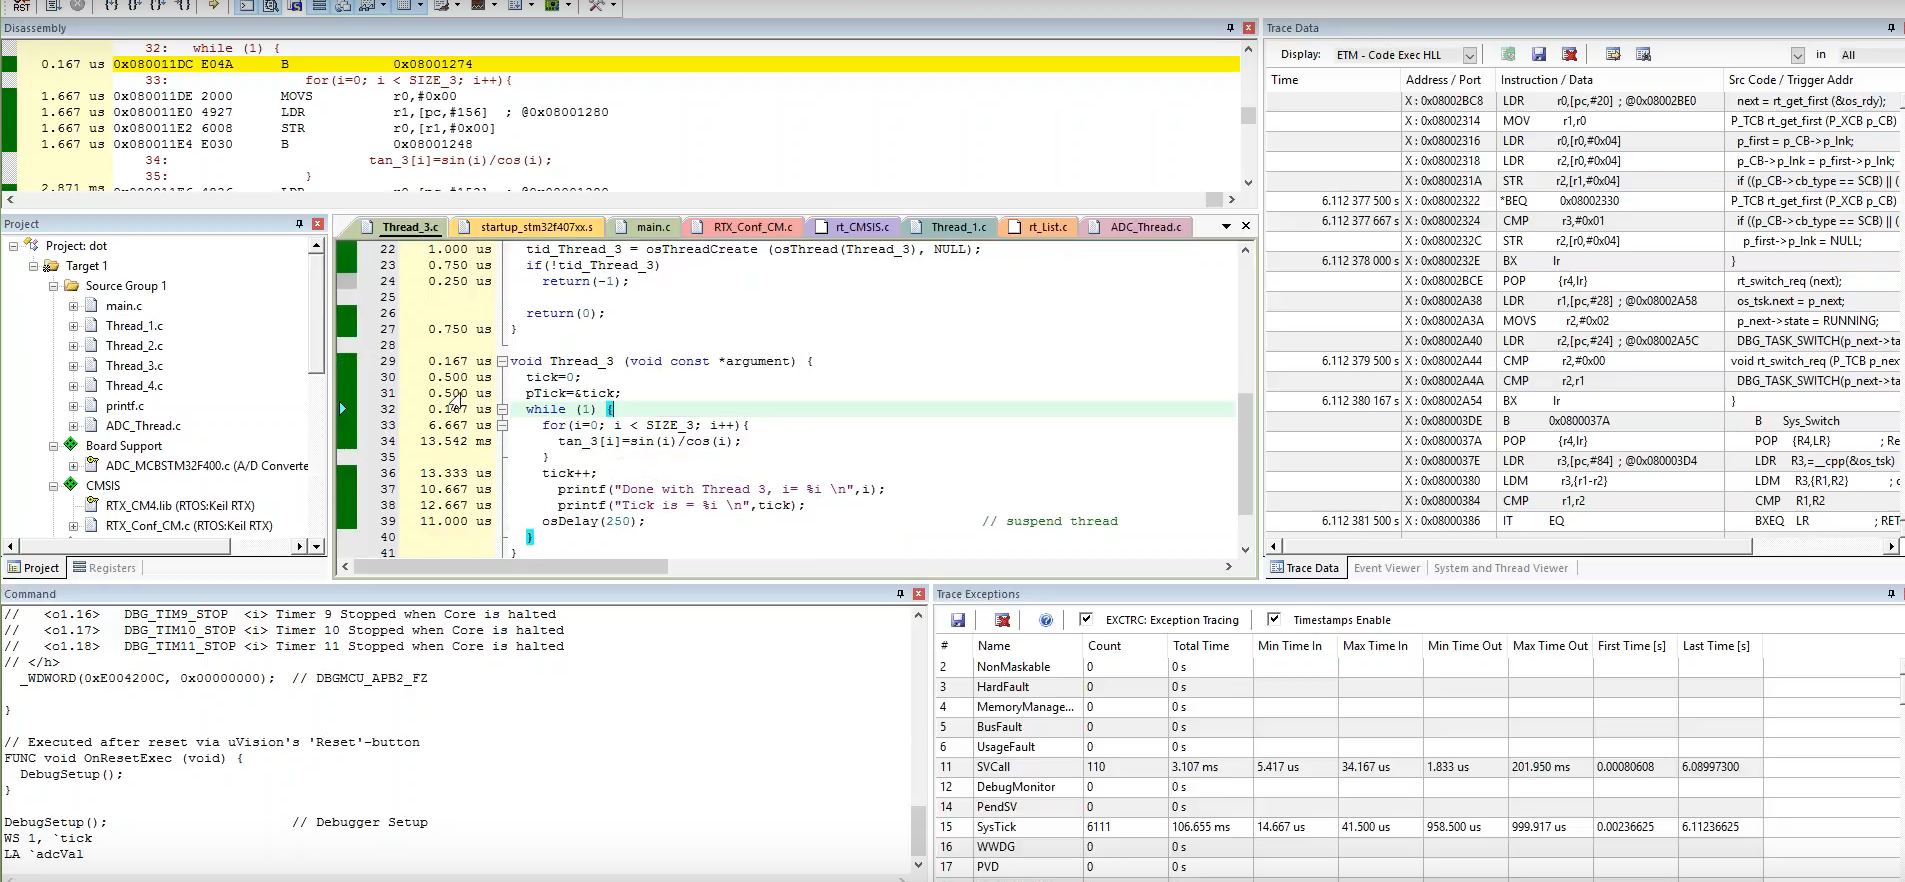 RST
Disassembly
32: while (1) {
0.167 us 0x080011DC E04A B 0x08001274
33: for(i=0; i < SIZE_3; i++){
1.667 us 0x080011DE 2000 MOVS r0,#0x00
1.667 us 0x080011E0 4927 LDR r1,[pc,#156] ; @0x08001280
1.667 us 0x080011E2 6008 STR r0,[r1,#0x00]
1.667 us 0x080011E4 E030 B 0x08001248
34: tan_3[i]=sin(i)/cos(i);
35: }
2.871 ms
Project
Project: dot
Target 1
Source Group 1
main.c
Thread_1.c
Thread_2.c
Thread_3.c
Thread_4.c
printf.c
ADC_Thread.c
Board Support
ADC_MCBSTM32F400.c (A/D Converte
CMSIS
RTX_CM4.lib (RTOS:Keil RTX)
RTX_Conf_CM.c (RTOS:Keil RTX)
Project Registers
Thread_3.c startup_stm32f407xx.s main.c RTX_Conf_CM.c rt_CMSIS.c Thread_1.c rt_List.c ADC_Thread.c
22 1.000 us tid_Thread_3 = osThreadCreate (osThread(Thread_3), NULL);
23 0.750 us if(!tid_Thread_3)
24 0.250 us return(-1);
25
26 return(0);
27 0.750 us }
28
29 0.167 us void Thread_3 (void const *argument) {
30 0.500 us tick=0;
31 0.500 us pTick=&tick;
32 0.167 us while (1) {
33 6.667 us for(i=0; i < SIZE_3; i++){
34 13.542 ms tan_3[i]=sin(i)/cos(i);
35 }
36 13.333 us tick++;
37 10.667 us printf("Done with Thread 3, i= %i \n",i);
38 12.667 us printf("Tick is = %i \n",tick);
39 11.000 us osDelay(250); // suspend thread
40 }
41 }
Trace Data
Display: ETM - Code Exec HLL in All
Time Address / Port Instruction / Data Src Code / Trigger Addr
X : 0x08002BC8 LDR r0,[pc,#20] ; @0x08002BE0 next = rt_get_first (&os_rdy);
X : 0x08002314 MOV r1,r0 P_TCB rt_get_first (P_XCB p_CB)
X : 0x08002316 LDR r0,[r0,#0x04] p_first = p_CB->p_lnk;
X : 0x08002318 LDR r2,[r0,#0x04] p_CB->p_lnk = p_first->p_lnk;
X : 0x0800231A STR r2,[r1,#0x04] if ((p_CB->cb_type == SCB) || (
6.112 377 500 s X : 0x08002322 *BEQ 0x08002330 P_TCB rt_get_first (P_XCB p_CB)
6.112 377 667 s X : 0x08002324 CMP r3,#0x01 if ((p_CB->cb_type == SCB) || (
X : 0x0800232C STR r2,[r0,#0x04] p_first->p_lnk = NULL;
6.112 378 000 s X : 0x0800232E BX lr }
X : 0x08002BCE POP {r4,lr} rt_switch_req (next);
X : 0x08002A38 LDR r1,[pc,#28] ; @0x08002A58 os_tsk.next = p_next;
X : 0x08002A3A MOVS r2,#0x02 p_next->state = RUNNING;
X : 0x08002A40 LDR r2,[pc,#24] ; @0x08002A5C DBG_TASK_SWITCH(p_next->ta
6.112 379 500 s X : 0x08002A44 CMP r2,#0x00 void rt_switch_req (P_TCB p_nex
X : 0x08002A4A CMP r2,r1 DBG_TASK_SWITCH(p_next->ta
6.112 380 167 s X : 0x08002A54 BX lr }
X : 0x080003DE B 0x0800037A B Sys_Switch
X : 0x0800037A POP {r4,lr} POP {R4,LR} ; Re
X : 0x0800037E LDR r3,[pc,#84] ; @0x080003D4 LDR R3,=__cpp(&os_tsk)
X : 0x08000380 LDM r3,{r1-r2} LDM R3,{R1,R2} ; c
X : 0x08000384 CMP r1,r2 CMP R1,R2
6.112 381 500 s X : 0x08000386 IT EQ BXEQ LR ; RET
Trace Data Event Viewer System and Thread Viewer
Command
// <o1.16> DBG_TIM9_STOP <i> Timer 9 Stopped when Core is halted
// <o1.17> DBG_TIM10_STOP <i> Timer 10 Stopped when Core is halted
// <o1.18> DBG_TIM11_STOP <i> Timer 11 Stopped when Core is halted
// </h>
_WDWORD(0xE004200C, 0x00000000); // DBGMCU_APB2_FZ
}
// Executed after reset via uVision's 'Reset'-button
FUNC void OnResetExec (void) {
DebugSetup();
}
DebugSetup(); // Debugger Setup
WS 1, `tick
LA `adcVal
Trace Exceptions
EXCTRC: Exception Tracing Timestamps Enable
# Name Count Total Time Min Time In Max Time In Min Time Out Max Time Out First Time [s] Last Time [s]
2 NonMaskable 0 0 s
3 HardFault 0 0 s
4 MemoryManage... 0 0 s
5 BusFault 0 0 s
6 UsageFault 0 0 s
11 SVCall 110 3.107 ms 5.417 us 34.167 us 1.833 us 201.950 ms 0.00080608 6.08997300
12 DebugMonitor 0 0 s
14 PendSV 0 0 s
15 SysTick 6111 106.655 ms 14.667 us 41.500 us 958.500 us 999.917 us 0.00236625 6.11236625
16 WWDG 0 0 s
17 PVD 0 0 s